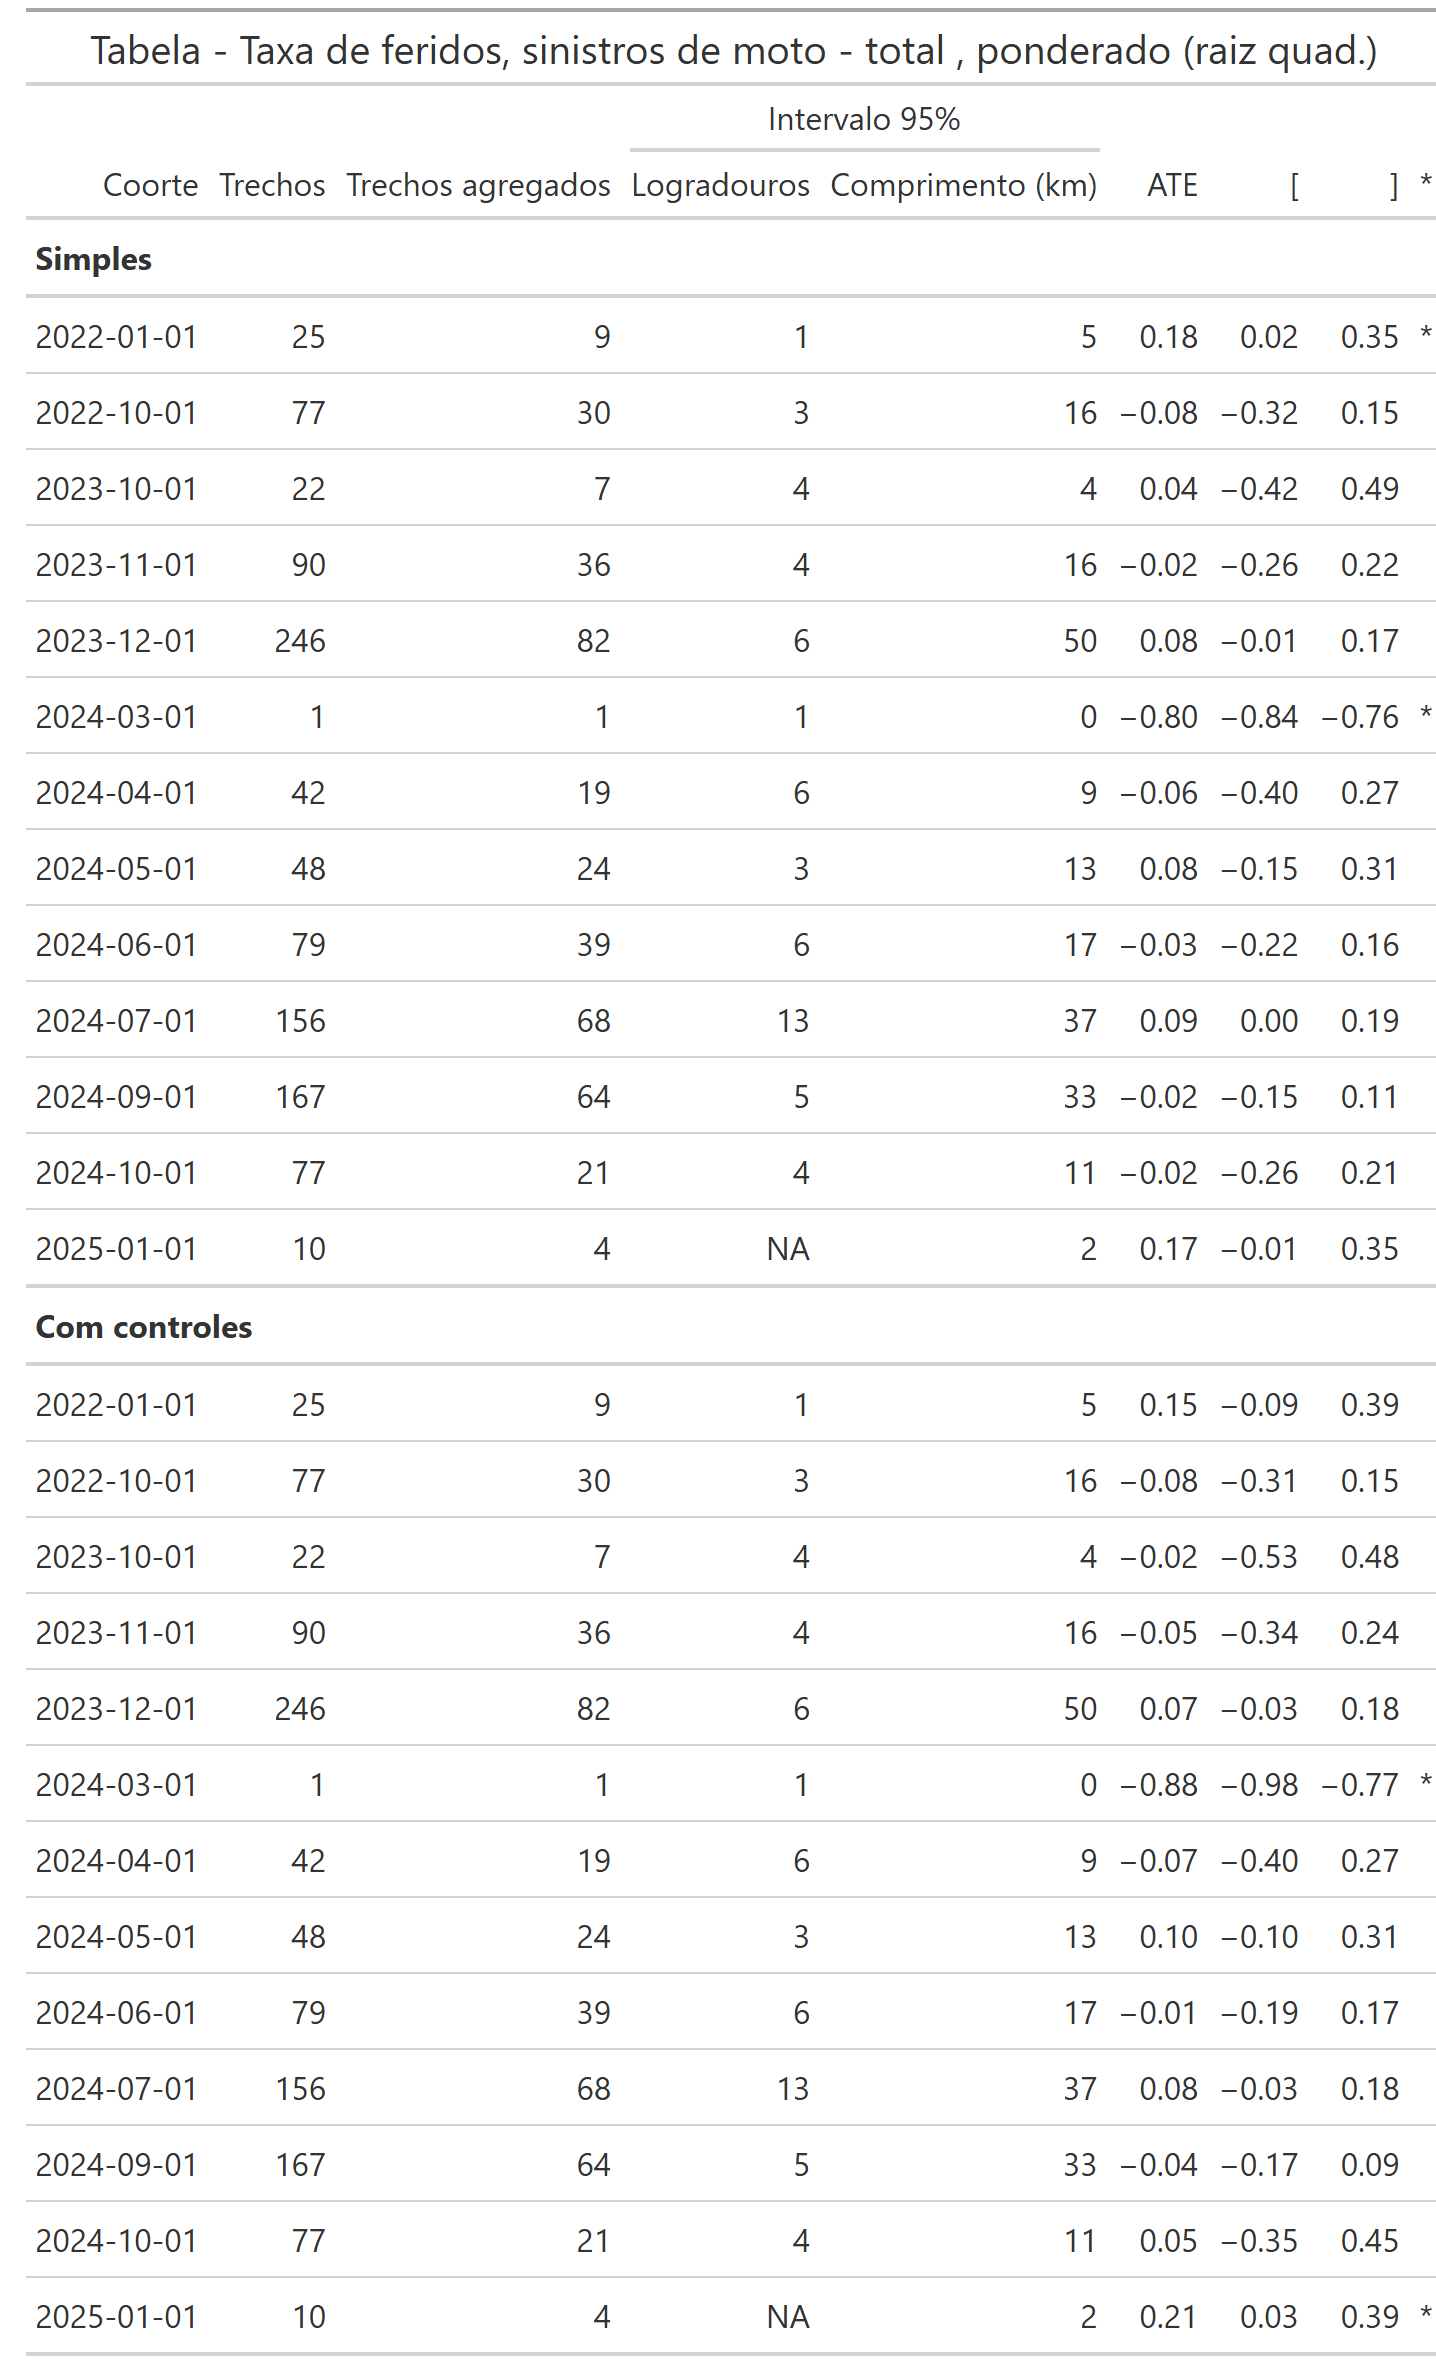 Tabela - Taxa de feridos, sinistros de moto - total , ponderado (raiz quad.)
Intervalo 95%
Coorte Trechos Trechos agregados Logradouros Comprimento (km) ATE [ ] *
Simples
2022-01-01 25 9 1 5 0.18 0.02 0.35 *
2022-10-01 77 30 3 16 −0.08 −0.32 0.15
2023-10-01 22 7 4 4 0.04 −0.42 0.49
2023-11-01 90 36 4 16 −0.02 −0.26 0.22
2023-12-01 246 82 6 50 0.08 −0.01 0.17
2024-03-01 1 1 1 0 −0.80 −0.84 −0.76 *
2024-04-01 42 19 6 9 −0.06 −0.40 0.27
2024-05-01 48 24 3 13 0.08 −0.15 0.31
2024-06-01 79 39 6 17 −0.03 −0.22 0.16
2024-07-01 156 68 13 37 0.09 0.00 0.19
2024-09-01 167 64 5 33 −0.02 −0.15 0.11
2024-10-01 77 21 4 11 −0.02 −0.26 0.21
2025-01-01 10 4 NA 2 0.17 −0.01 0.35
Com controles
2022-01-01 25 9 1 5 0.15 −0.09 0.39
2022-10-01 77 30 3 16 −0.08 −0.31 0.15
2023-10-01 22 7 4 4 −0.02 −0.53 0.48
2023-11-01 90 36 4 16 −0.05 −0.34 0.24
2023-12-01 246 82 6 50 0.07 −0.03 0.18
2024-03-01 1 1 1 0 −0.88 −0.98 −0.77 *
2024-04-01 42 19 6 9 −0.07 −0.40 0.27
2024-05-01 48 24 3 13 0.10 −0.10 0.31
2024-06-01 79 39 6 17 −0.01 −0.19 0.17
2024-07-01 156 68 13 37 0.08 −0.03 0.18
2024-09-01 167 64 5 33 −0.04 −0.17 0.09
2024-10-01 77 21 4 11 0.05 −0.35 0.45
2025-01-01 10 4 NA 2 0.21 0.03 0.39 *